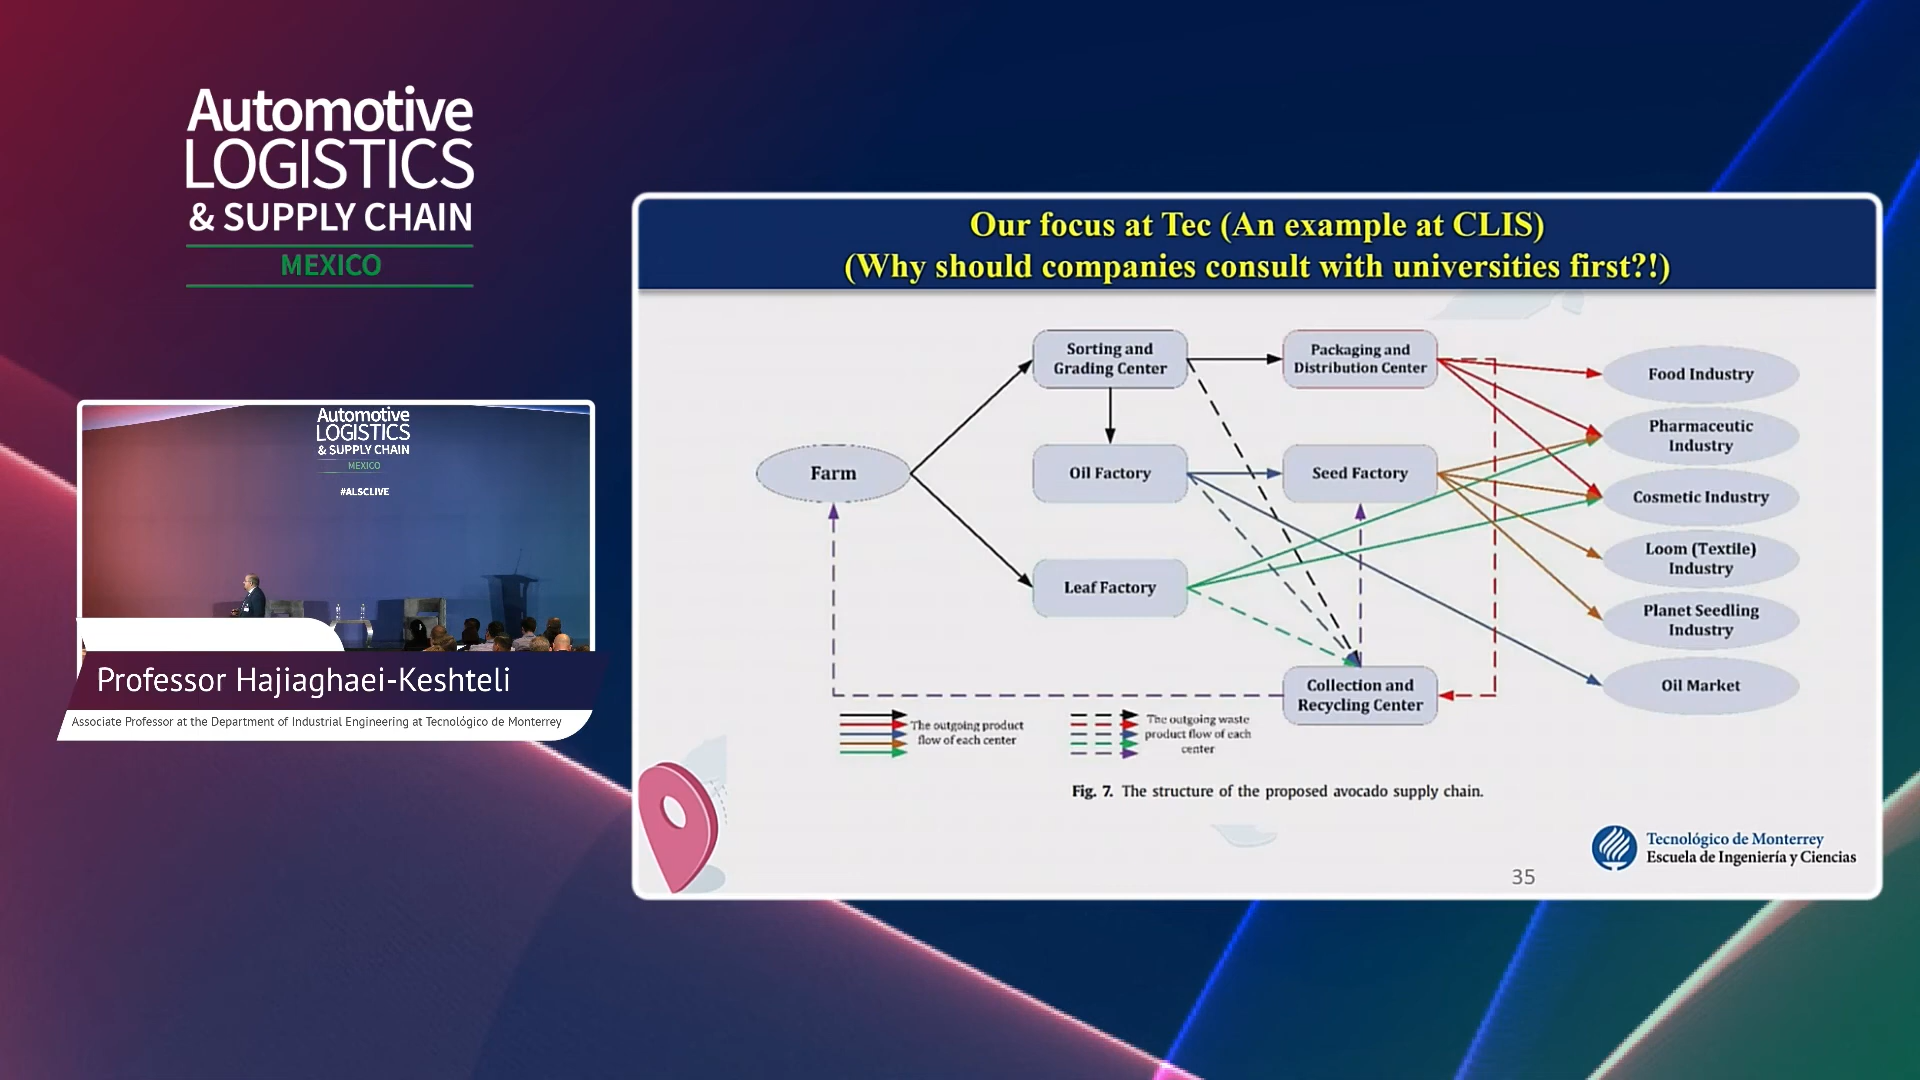 Automotive
LOGISTICS
& SUPPLY CHAIN
MEXICO
Automotive
LOGISTICS
& SUPPLY CHAIN
MEXICO
#ALSCLIVE
Professor Hajiaghaei-Keshteli
Associate Professor at the Department of Industrial Engineering at Tecnológico de Monterrey
Our focus at Tec (An example at CLIS)
(Why should companies consult with universities first?!)
Sorting and
Grading Center
Packaging and
Distribution Center
Food Industry
Pharmaceutic
Industry
Farm
Oil Factory
Seed Factory
Cosmetic Industry
Loom (Textile)
Industry
Leaf Factory
Planet Seedling
Industry
Collection and
Recycling Center
Oil Market
The outgoing product
flow of each center
The outgoing waste
product flow of each
center
Fig. 7. The structure of the proposed avocado supply chain.
Tecnológico de Monterrey
Escuela de Ingeniería y Ciencias
35